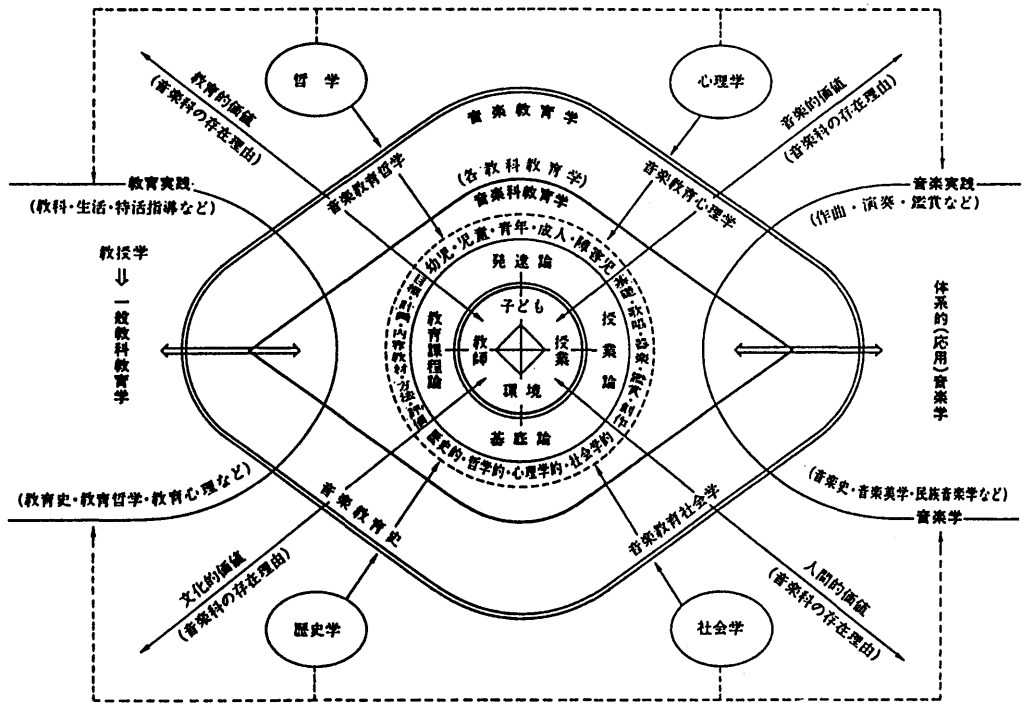 哲学
心理学
教育的価値
(音楽科の存在理由)
音楽的価値
(音楽科の存在理由)
音楽教育学
音楽教育哲学
音楽教育心理学
(各教科教育学)
音楽科教育学
教育実践
(教科・生活・特活指導など)
音楽実践
(作曲・演奏・鑑賞など)
教授学
⇓
一般教科教育学
体系的(応用)音楽学
幼児・児童・青年・成人・障害児
発達論
子ども
教育課程論
教師
授業
授業論
環境
基底論
歴史的・哲学的・心理学的・社会学的
(教育史・教育哲学・教育心理など)
(音楽史・音楽美学・民族音楽学など)
音楽学
音楽教育史
音楽教育社会学
文化的価値
(音楽科の存在理由)
人間的価値
(音楽科の存在理由)
歴史学
社会学